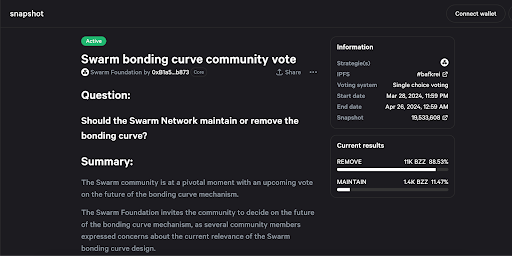 snapshot
Connect wallet
Active
Swarm bonding curve community vote
Swarm Foundation by 0x81a5...b873 Core
Share
Question:
Should the Swarm Network maintain or remove the
bonding curve?
Summary:
The Swarm community is at a pivotal moment with an upcoming vote
on the future of the bonding curve mechanism.
The Swarm Foundation invites the community to decide on the future
of the bonding curve mechanism, as several community
members expressed concerns about the current relevance of the Swarm
bonding curve design.
Information
Strategie(s)
IPFS #bafkrei
Voting system Single choice voting
Start date Mar 28, 2024, 11:59 PM
End date Apr 26, 2024, 12:59 AM
Snapshot 19,533,608
Current results
REMOVE 11K BZZ 88.53%
MAINTAIN 1.4K BZZ 11.47%